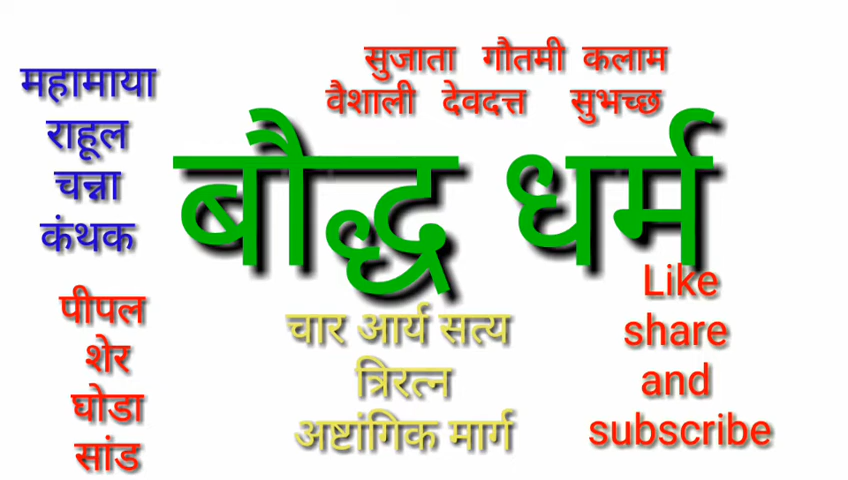 सुजाता गौतमी कलाम
वैशाली देवदत्त सुभच्छ
महामाया
राहूल
चन्ना
कंथक
बौद्ध धर्म
पीपल
शेर
घोडा
सांड
चार आर्य सत्य
त्रिरत्न
अष्टांगिक मार्ग
Like
share
and
subscribe